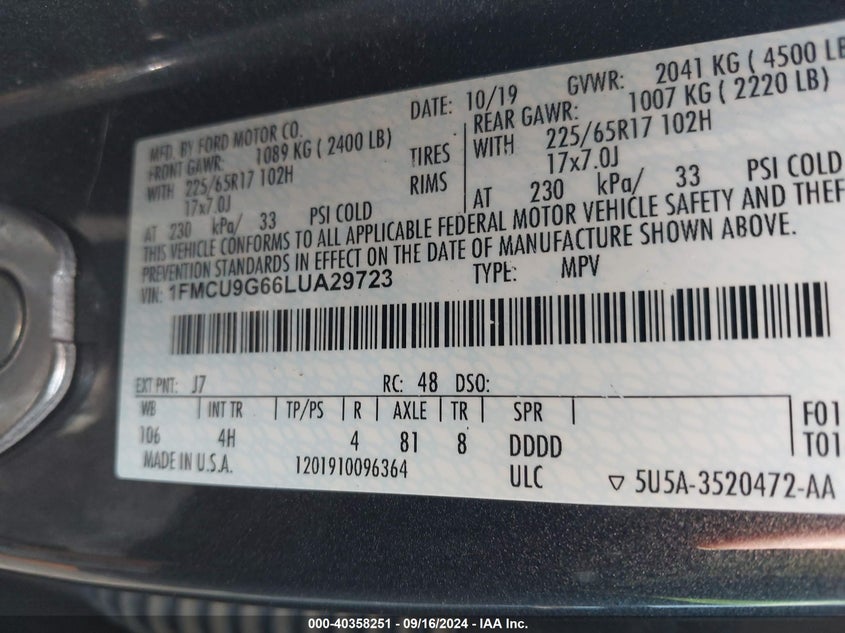 MFD. BY FORD MOTOR CO. DATE: 10/19 GVWR: 2041 KG ( 4500 LB
FRONT GAWR: 1089 KG ( 2400 LB) REAR GAWR: 1007 KG ( 2220 LB)
WITH 225/65R17 102H TIRES WITH 225/65R17 102H
17x7.0J RIMS 17x7.0J
AT 230 kPa/ 33 PSI COLD AT 230 kPa/ 33 PSI COLD
THIS VEHICLE CONFORMS TO ALL APPLICABLE FEDERAL MOTOR VEHICLE SAFETY AND THEF
PREVENTION STANDARDS IN EFFECT ON THE DATE OF MANUFACTURE SHOWN ABOVE.
VIN: 1FMCU9G66LUA29723 TYPE: MPV
EXT PNT: J7 RC: 48 DSO:
WB INT TR TP/PS R AXLE TR SPR F01
106 4H 4 81 8 DDDD T01
MADE IN U.S.A. 1201910096364 ULC ▽ 5U5A-3520472-AA
000-40358251 - 09/16/2024 - IAA Inc.